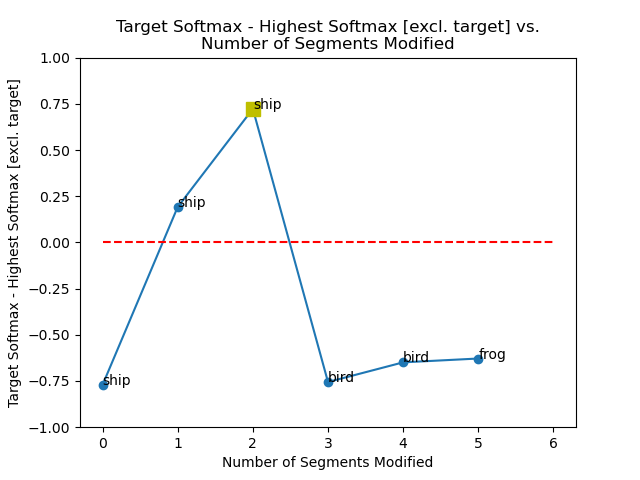 Target Softmax - Highest Softmax [excl. target] vs.
Number of Segments Modified
Target Softmax - Highest Softmax [excl. target]
1.00
0.75
0.50
0.25
0.00
−0.25
−0.50
−0.75
−1.00
ship
ship
ship
bird
bird
frog
0 1 2 3 4 5 6
Number of Segments Modified